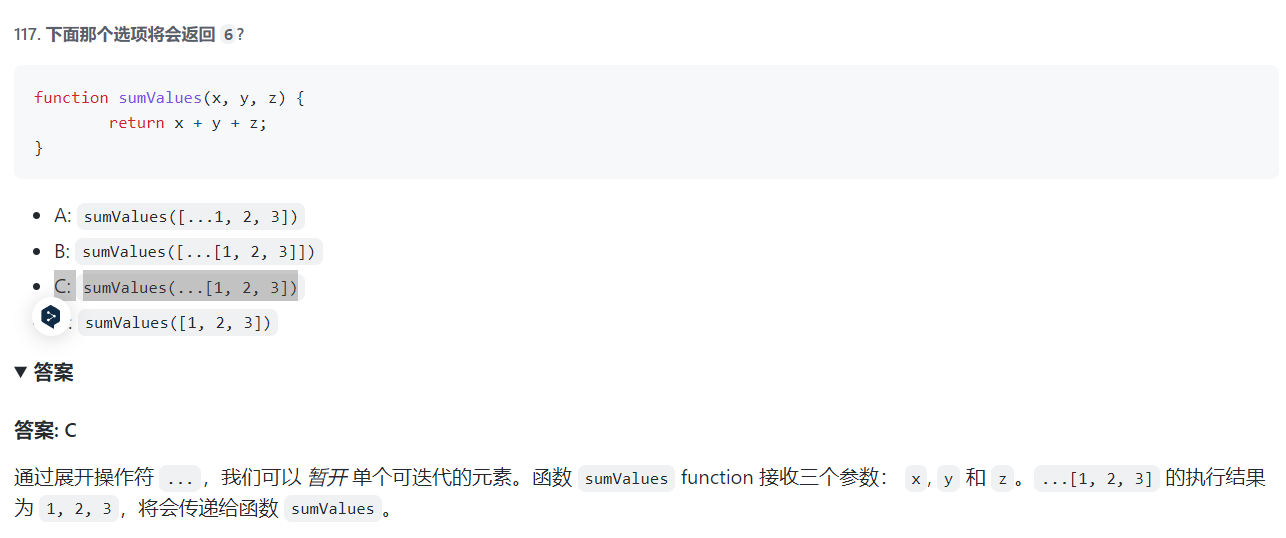 117. 下面那个选项将会返回 6?
function sumValues(x, y, z) {
return x + y + z;
}
A: sumValues([...1, 2, 3])
B: sumValues([...[1, 2, 3]])
C: sumValues(...[1, 2, 3])
: sumValues([1, 2, 3])
▼ 答案
答案: C
通过展开操作符 ...，我们可以 暂开 单个可迭代的元素。函数 sumValues function 接收三个参数： x, y 和 z。...[1, 2, 3] 的执行结果
为 1, 2, 3，将会传递给函数 sumValues。